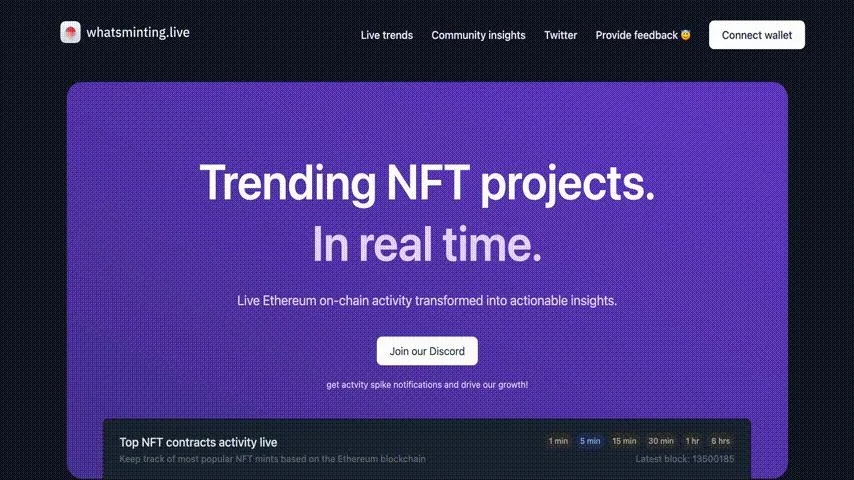 whatsminting.live
Live trends Community insights Twitter Provide feedback 😇 Connect wallet
Trending NFT projects.
In real time.
Live Ethereum on-chain activity transformed into actionable insights.
Join our Discord
get actvity spike notifications and drive our growth!
Top NFT contracts activity live
1 min 5 min 15 min 30 min 1 hr 6 hrs
Keep track of most popular NFT mints based on the Ethereum blockchain
Latest block: 13500185